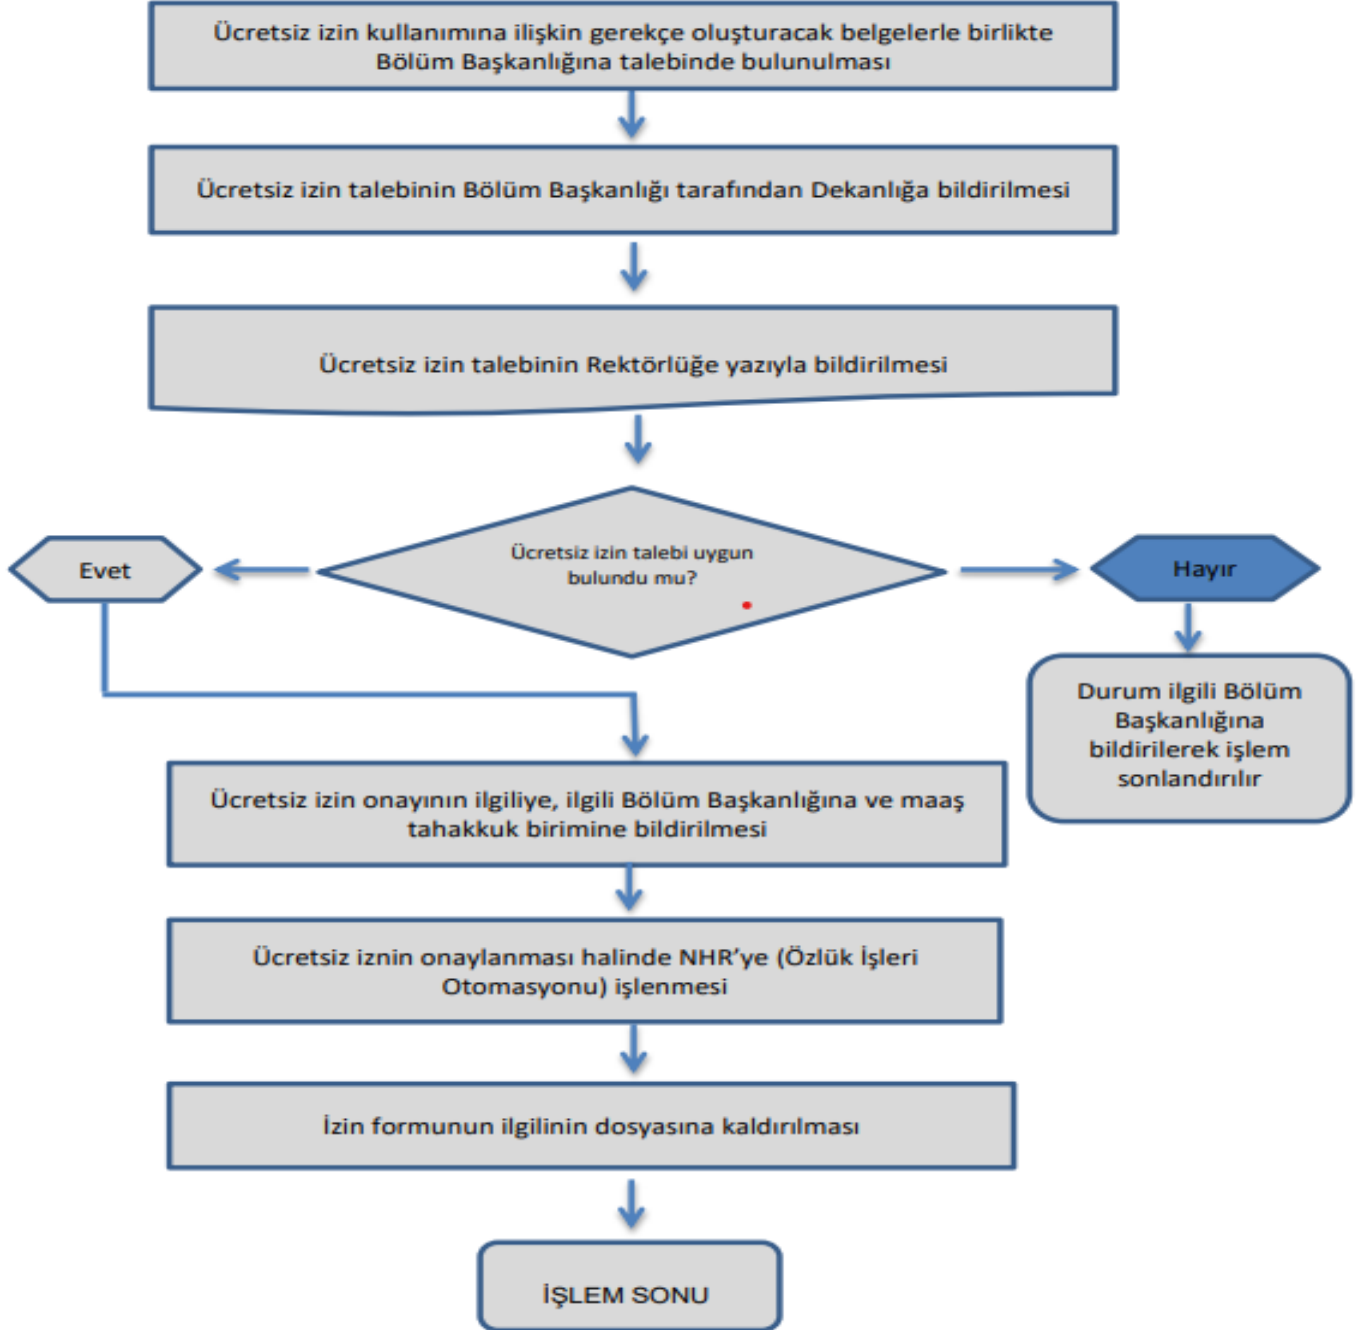 Ücretsiz izin kullanımına ilişkin gerekçe oluşturacak belgelerle birlikte
Bölüm Başkanlığına talebinde bulunulması
Ücretsiz izin talebinin Bölüm Başkanlığı tarafından Dekanlığa bildirilmesi
Ücretsiz izin talebinin Rektörlüğe yazıyla bildirilmesi
Ücretsiz izin talebi uygun
bulundu mu?
Evet
Hayır
Durum ilgili Bölüm
Başkanlığına
bildirilerek işlem
sonlandırılır
Ücretsiz izin onayının ilgiliye, ilgili Bölüm Başkanlığına ve maaş
tahakkuk birimine bildirilmesi
Ücretsiz iznin onaylanması halinde NHR’ye (Özlük İşleri
Otomasyonu) işlenmesi
İzin formunun ilgilinin dosyasına kaldırılması
İŞLEM SONU